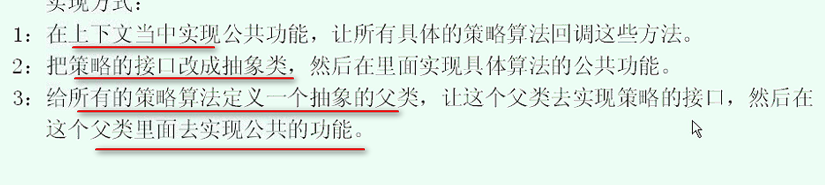 实现方式：
1：在上下文当中实现公共功能，让所有具体的策略算法回调这些方法。
2：把策略的接口改成抽象类，然后在里面实现具体算法的公共功能。
3：给所有的策略算法定义一个抽象的父类，让这个父类去实现策略的接口，然后在
这个父类里面去实现公共的功能。